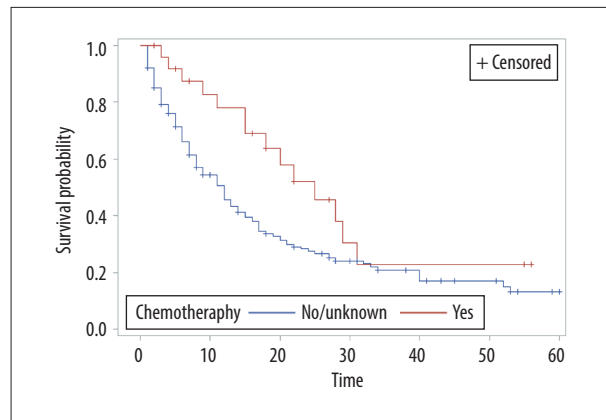 1.0
0.8
0.6
0.4
0.2
0.0
Survival probability
+ Censored
Chemotheraphy No/unknown Yes
0 10 20 30 40 50 60
Time